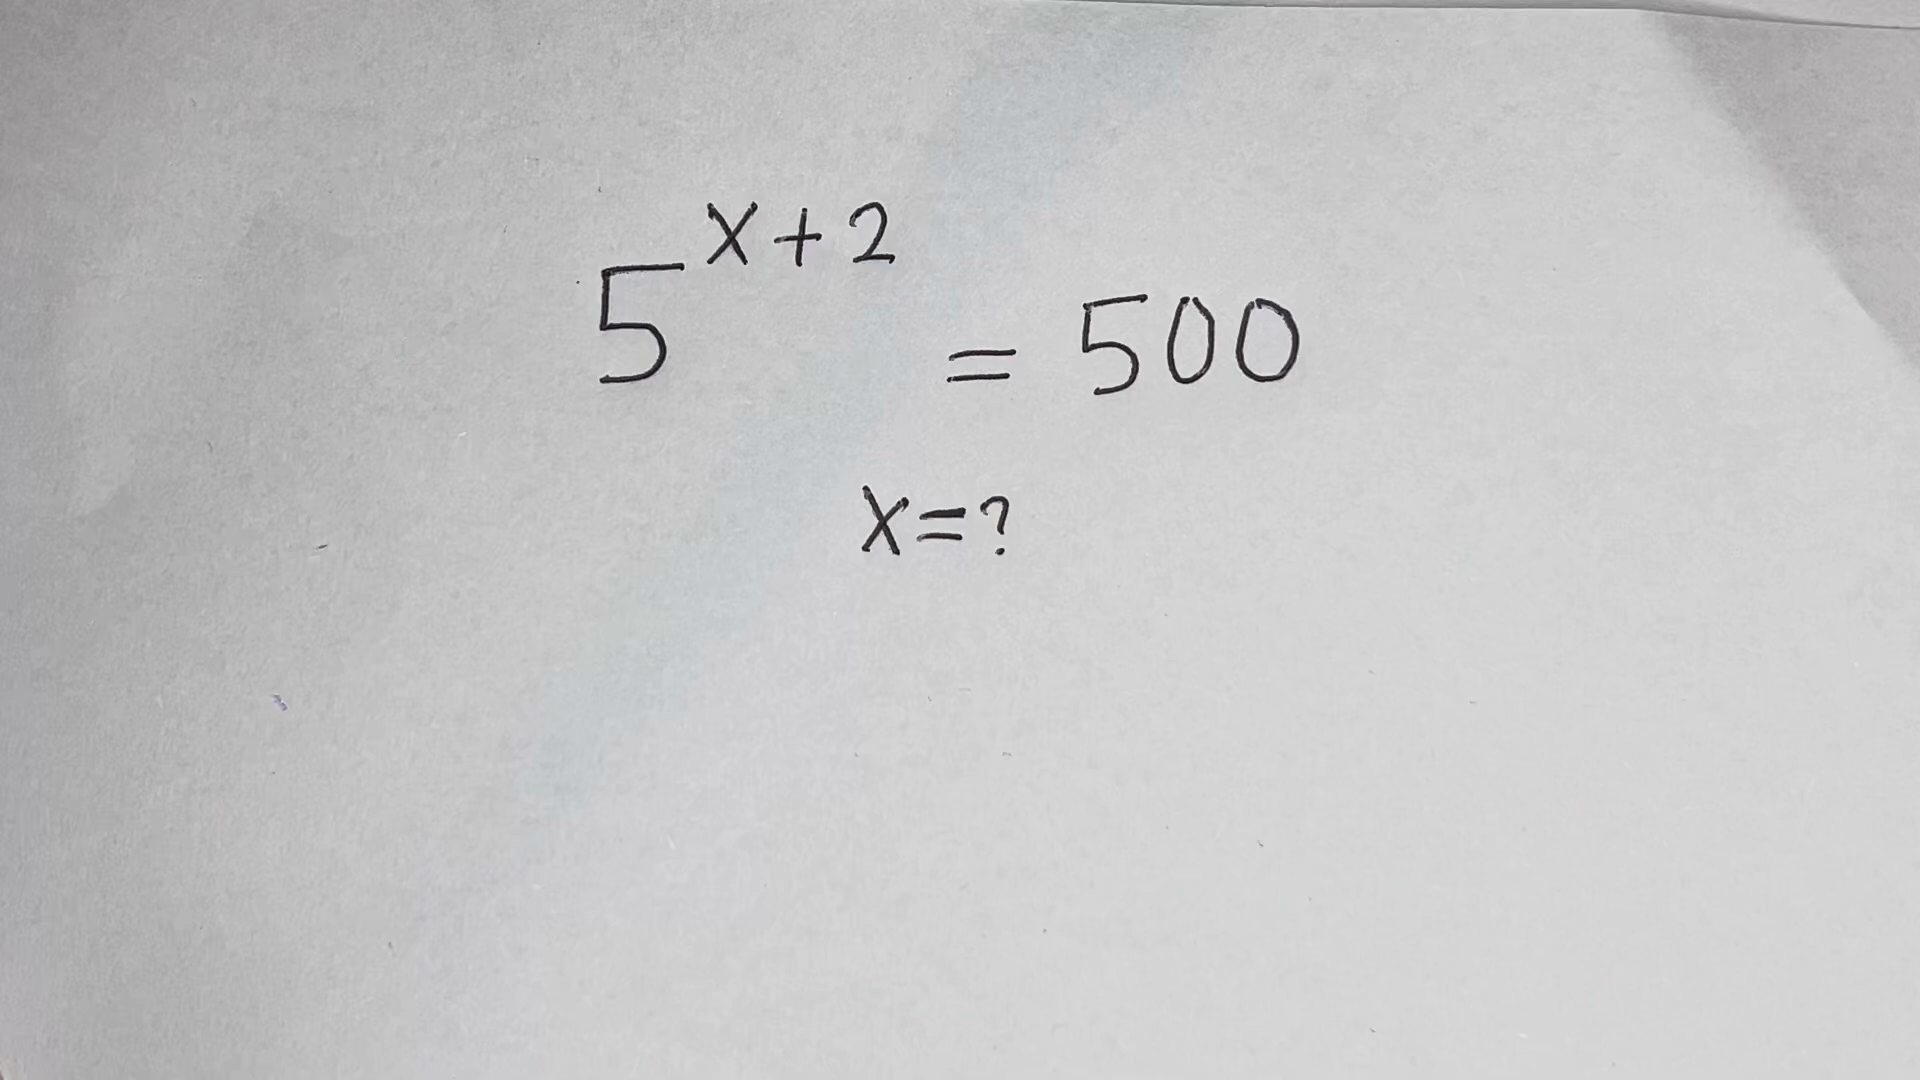 5^{x+2} = 500
x=?